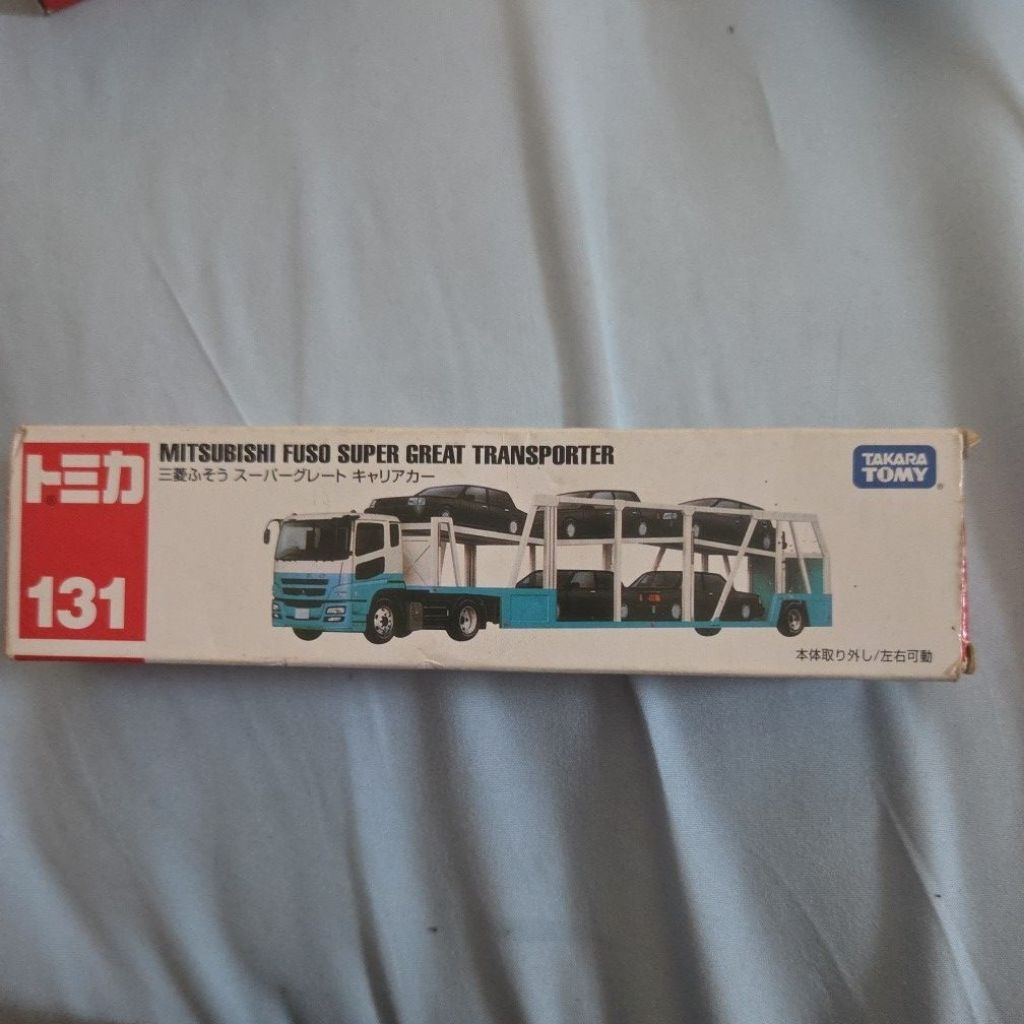 トミカ
131
MITSUBISHI FUSO SUPER GREAT TRANSPORTER
三菱ふそう スーパーグレート キャリアカー
TAKARA
TOMY
本体取り外し/左右可動